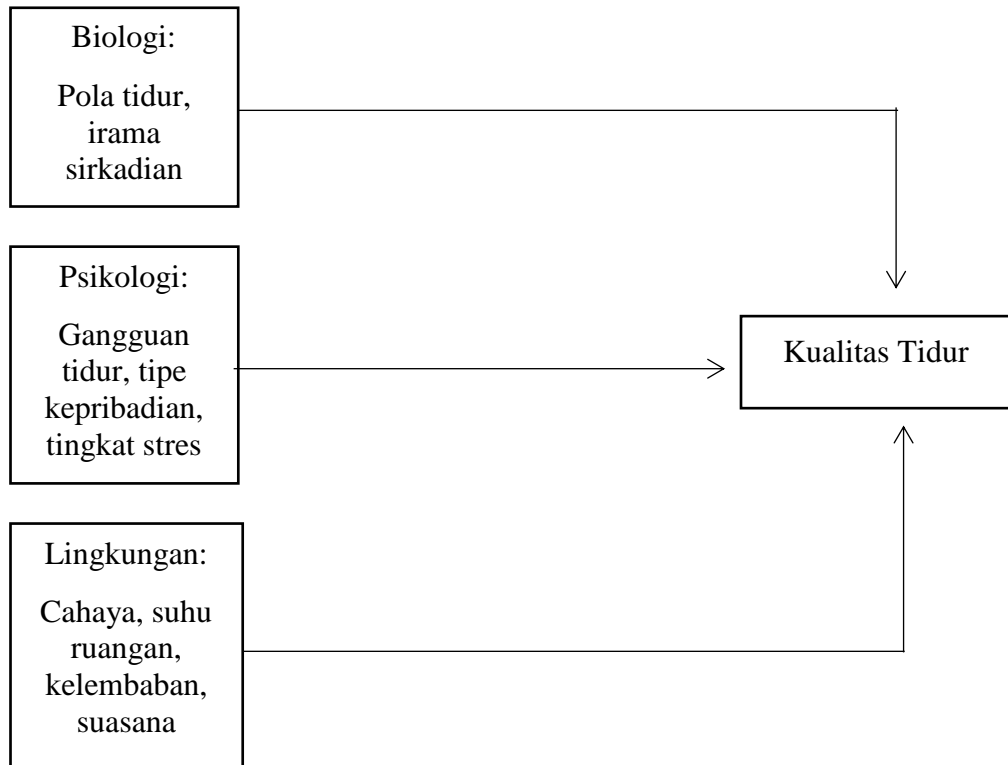 Biologi:
Pola tidur,
irama
sirkadian
Psikologi:
Gangguan
tidur, tipe
kepribadian,
tingkat stres
Kualitas Tidur
Lingkungan:
Cahaya, suhu
ruangan,
kelembaban,
suasana